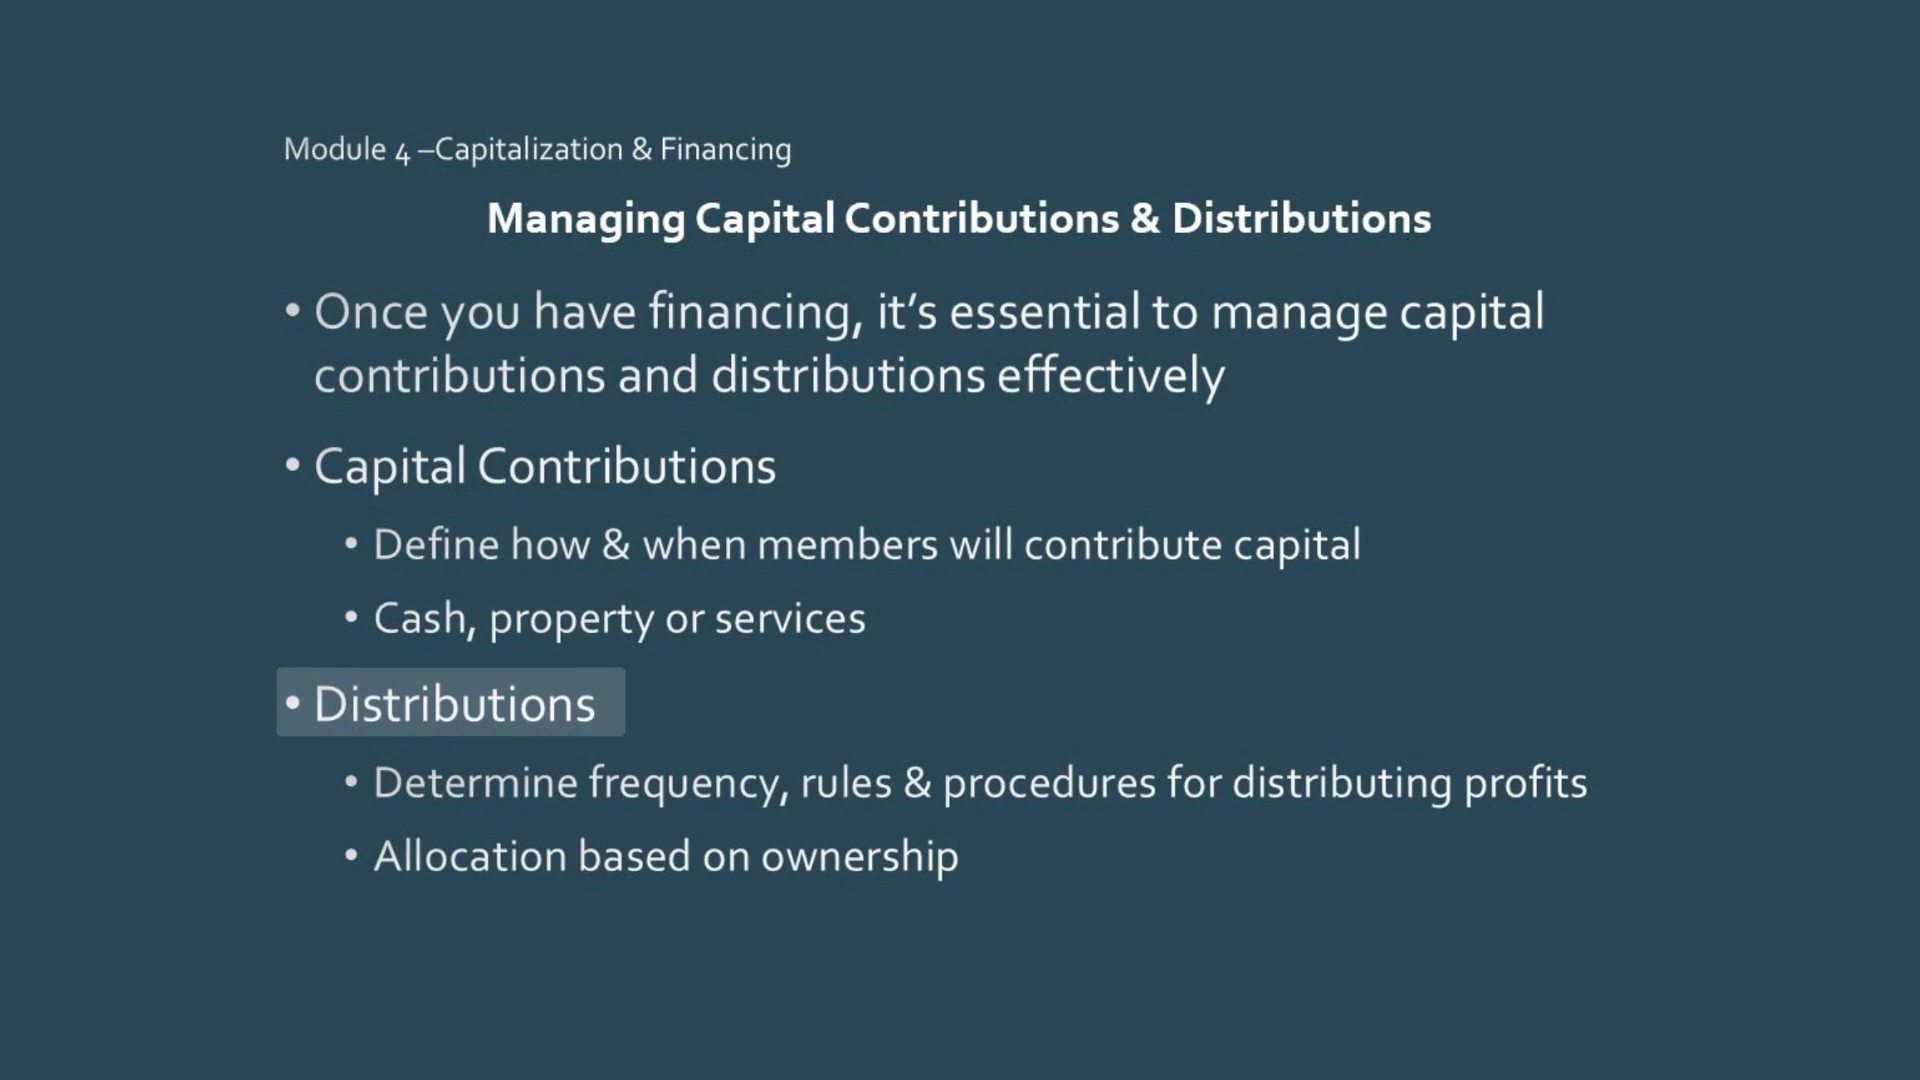 Module 4 –Capitalization & Financing
Managing Capital Contributions & Distributions
• Once you have financing, it’s essential to manage capital
contributions and distributions effectively
• Capital Contributions
• Define how & when members will contribute capital
• Cash, property or services
• Distributions
• Determine frequency, rules & procedures for distributing profits
• Allocation based on ownership